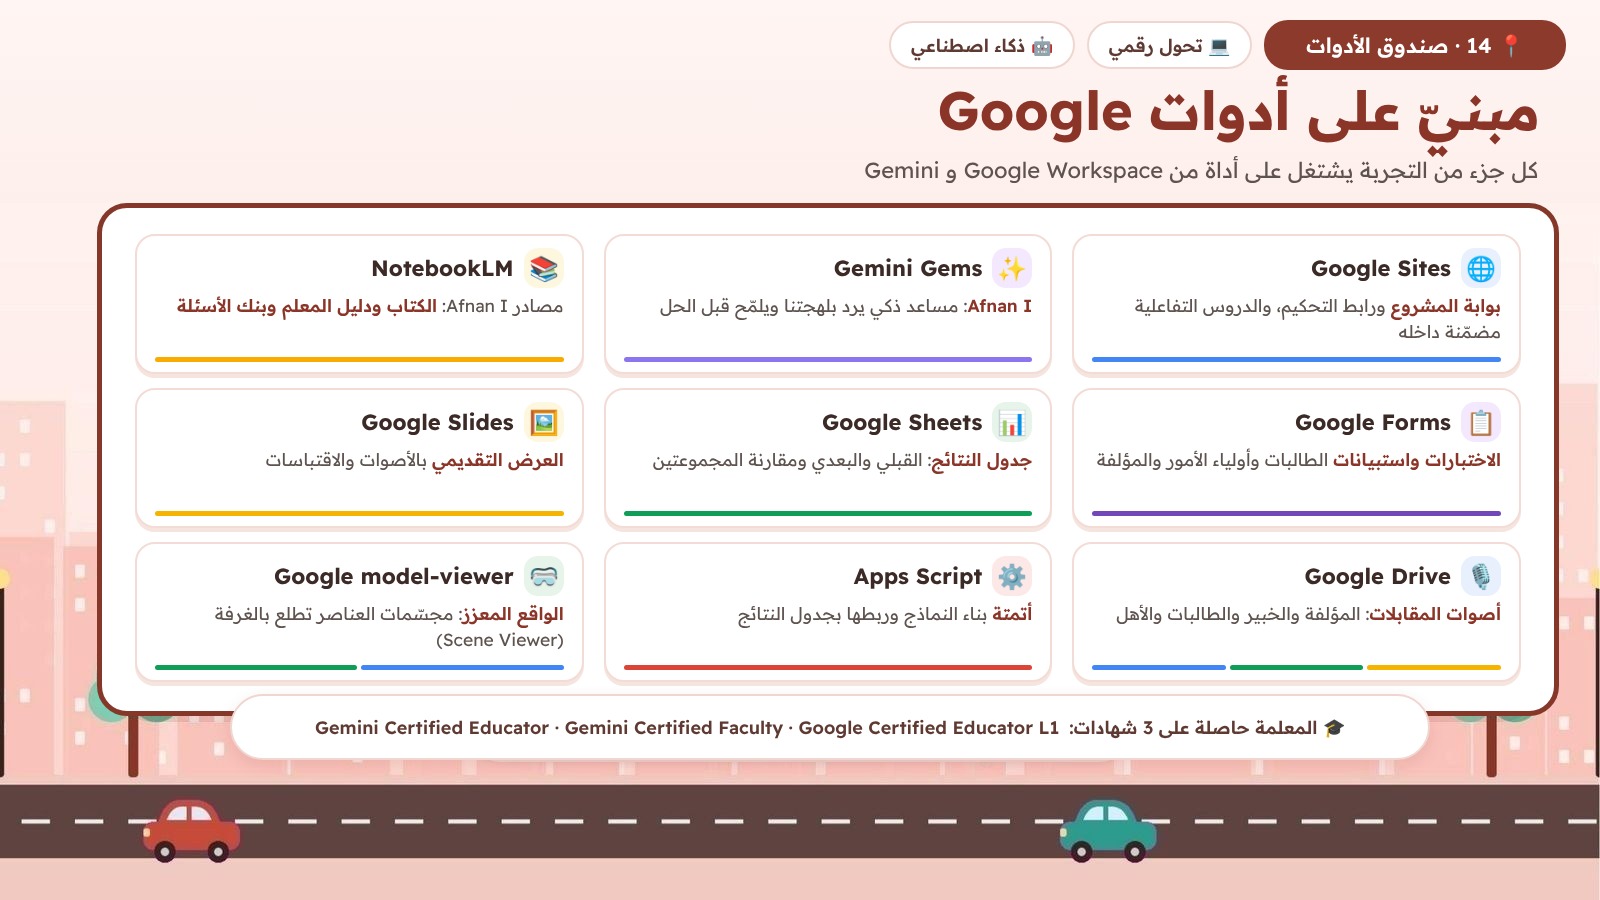 📍 14 · صندوق الأدوات
💻 تحول رقمي
🤖 ذكاء اصطناعي
مبنيّ على أدوات Google
كل جزء من التجربة يشتغل على أداة من Google Workspace و Gemini
🌐 Google Sites
بوابة المشروع ورابط التحكيم، والدروس التفاعلية
مضمّنة داخله
✨ Gemini Gems
Afnan I: مساعد ذكي يرد بلهجتنا ويلمّح قبل الحل
📚 NotebookLM
مصادر Afnan I: الكتاب ودليل المعلم وبنك الأسئلة
📋 Google Forms
الاختبارات واستبيانات الطالبات وأولياء الأمور والمؤلفة
📊 Google Sheets
جدول النتائج: القبلي والبعدي ومقارنة المجموعتين
🖼️ Google Slides
العرض التقديمي بالأصوات والاقتباسات
🎙️ Google Drive
أصوات المقابلات: المؤلفة والخبير والطالبات والأهل
⚙️ Apps Script
أتمتة بناء النماذج وربطها بجدول النتائج
🥽 Google model-viewer
الواقع المعزز: مجسّمات العناصر تطلع بالغرفة
(Scene Viewer)
🎓 المعلمة حاصلة على 3 شهادات: Gemini Certified Educator · Gemini Certified Faculty · Google Certified Educator L1